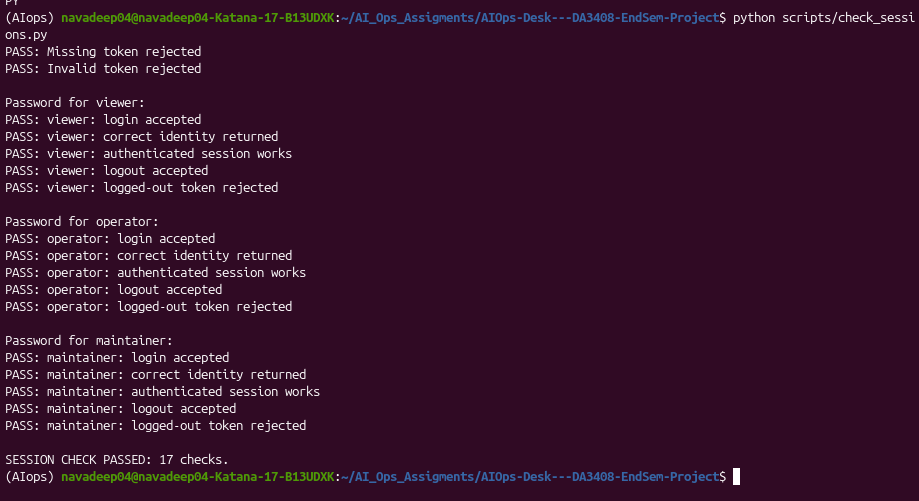 PY
(AIops) navadeep04@navadeep04-Katana-17-B13UDXK:~/AI_Ops_Assigments/AIOps-Desk---DA3408-EndSem-Project$ python scripts/check_sessi
ons.py
PASS: Missing token rejected
PASS: Invalid token rejected

Password for viewer:
PASS: viewer: login accepted
PASS: viewer: correct identity returned
PASS: viewer: authenticated session works
PASS: viewer: logout accepted
PASS: viewer: logged-out token rejected

Password for operator:
PASS: operator: login accepted
PASS: operator: correct identity returned
PASS: operator: authenticated session works
PASS: operator: logout accepted
PASS: operator: logged-out token rejected

Password for maintainer:
PASS: maintainer: login accepted
PASS: maintainer: correct identity returned
PASS: maintainer: authenticated session works
PASS: maintainer: logout accepted
PASS: maintainer: logged-out token rejected

SESSION CHECK PASSED: 17 checks.
(AIops) navadeep04@navadeep04-Katana-17-B13UDXK:~/AI_Ops_Assigments/AIOps-Desk---DA3408-EndSem-Project$